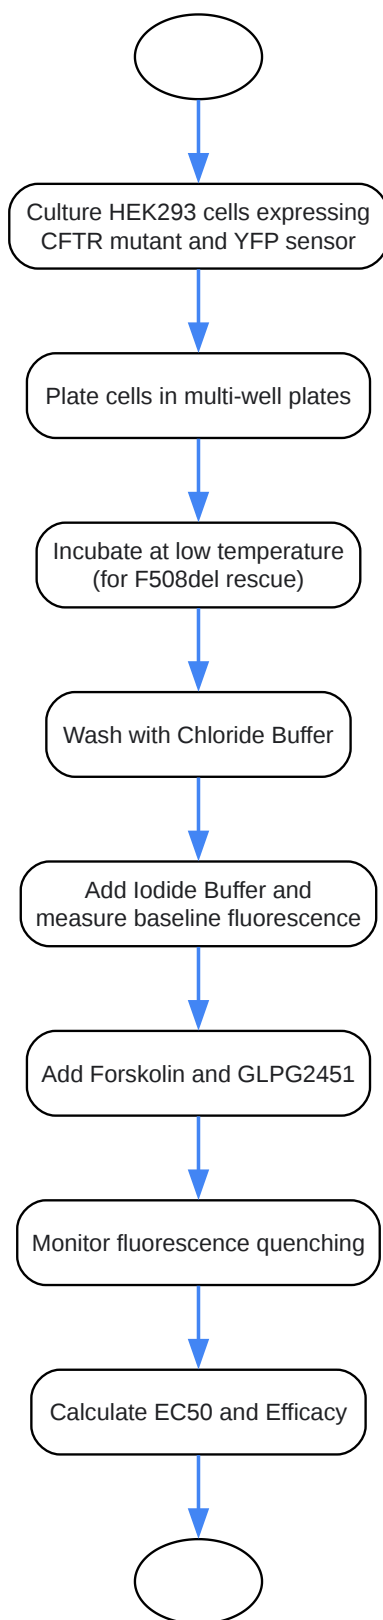 Culture HEK293 cells expressing
CFTR mutant and YFP sensor
Plate cells in multi-well plates
Incubate at low temperature
(for F508del rescue)
Wash with Chloride Buffer
Add Iodide Buffer and
measure baseline fluorescence
Add Forskolin and GLPG2451
Monitor fluorescence quenching
Calculate EC50 and Efficacy